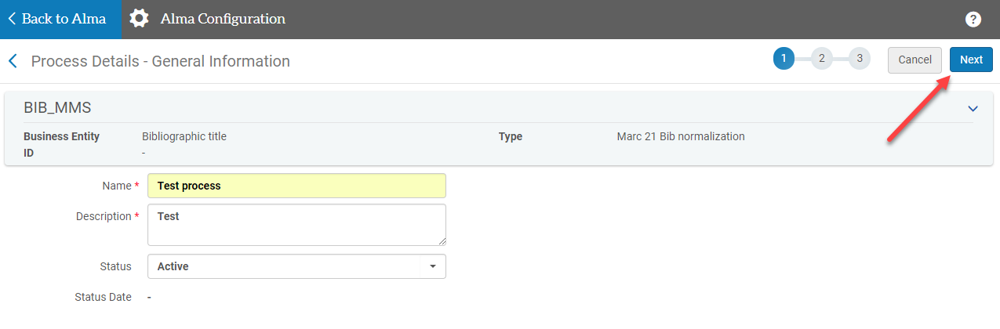 Back to Alma Alma Configuration ?
Process Details - General Information 1 2 3 Cancel Next
BIB_MMS
Business Entity Bibliographic title Type Marc 21 Bib normalization
ID -
Name * Test process
Description * Test
Status Active
Status Date -